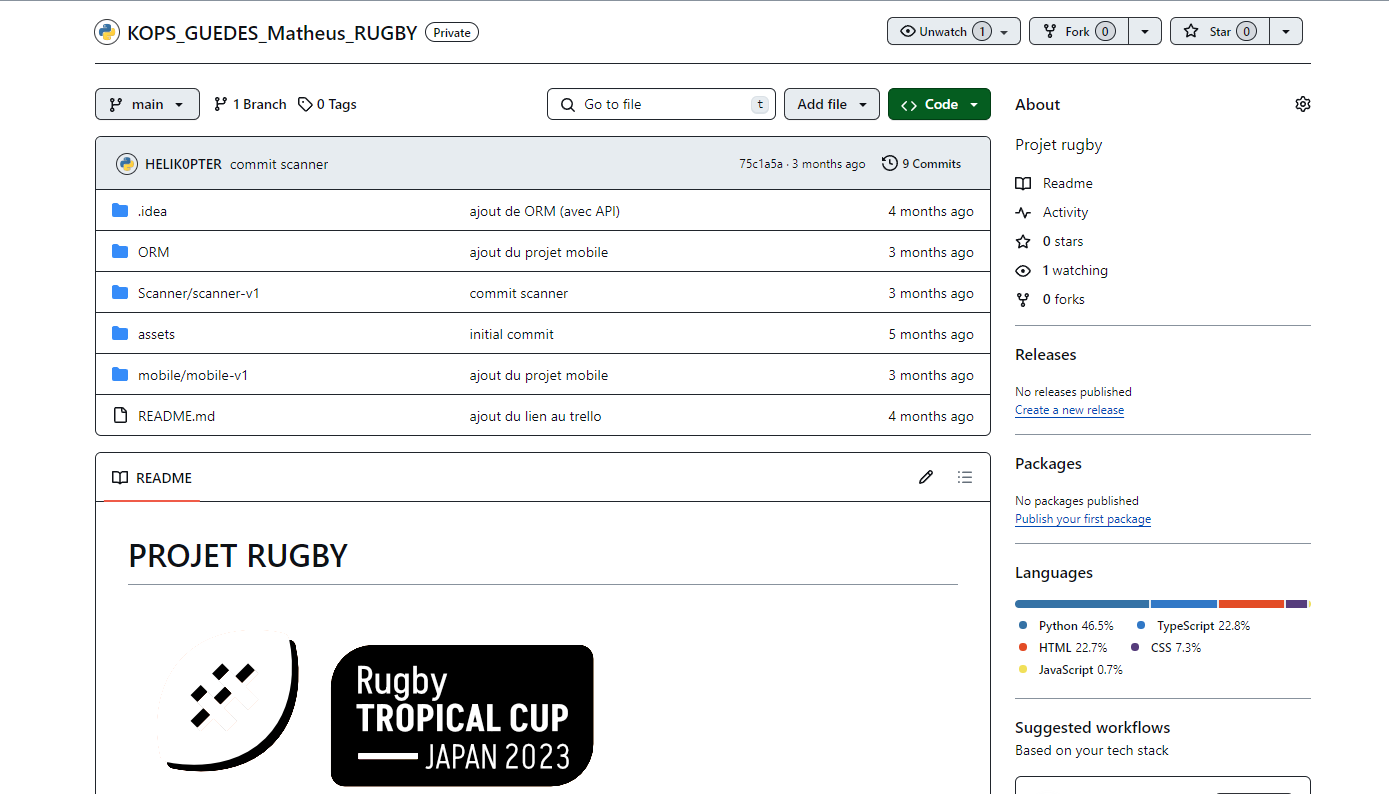 KOPS_GUEDES_Matheus_RUGBY Private
Unwatch 1 Fork 0 Star 0
main 1 Branch 0 Tags Go to file t Add file Code
HELIK0PTER commit scanner 75c1a5a · 3 months ago 9 Commits
.idea ajout de ORM (avec API) 4 months ago
ORM ajout du projet mobile 3 months ago
Scanner/scanner-v1 commit scanner 3 months ago
assets initial commit 5 months ago
mobile/mobile-v1 ajout du projet mobile 3 months ago
README.md ajout du lien au trello 4 months ago
README
PROJET RUGBY
Rugby
TROPICAL CUP
JAPAN 2023
About
Projet rugby
Readme
Activity
0 stars
1 watching
0 forks
Releases
No releases published
Create a new release
Packages
No packages published
Publish your first package
Languages
Python 46.5% TypeScript 22.8%
HTML 22.7% CSS 7.3%
JavaScript 0.7%
Suggested workflows
Based on your tech stack